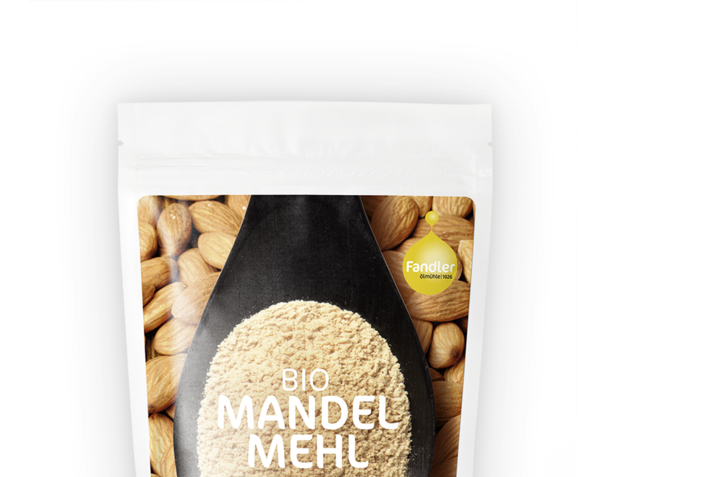 Fandler
ölmühle|1926
BIO
MANDEL
MEHL